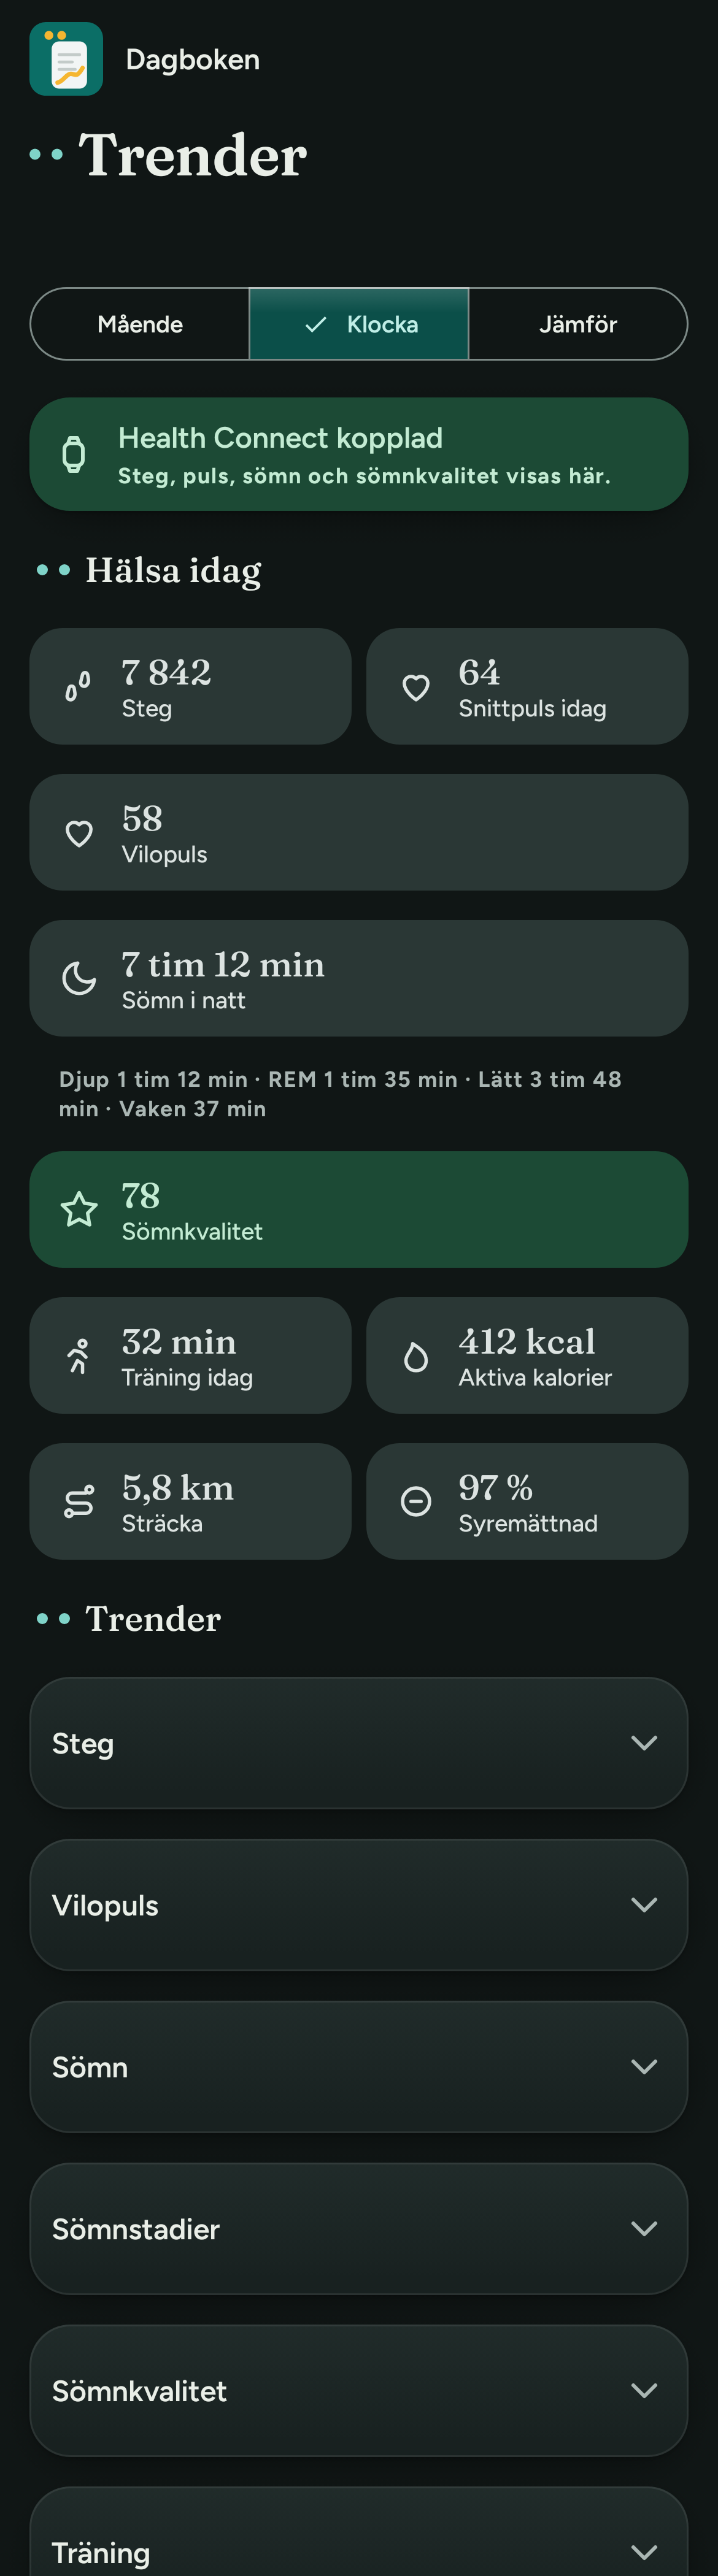 Dagboken
Trender
Mående
Klocka
Jämför
Health Connect kopplad
Steg, puls, sömn och sömnkvalitet visas här.
Hälsa idag
7 842
Steg
64
Snittpuls idag
58
Vilopuls
7 tim 12 min
Sömn i natt
Djup 1 tim 12 min · REM 1 tim 35 min · Lätt 3 tim 48
min · Vaken 37 min
78
Sömnkvalitet
32 min
Träning idag
412 kcal
Aktiva kalorier
5,8 km
Sträcka
97 %
Syremättnad
Trender
Steg
Vilopuls
Sömn
Sömnstadier
Sömnkvalitet
Träning